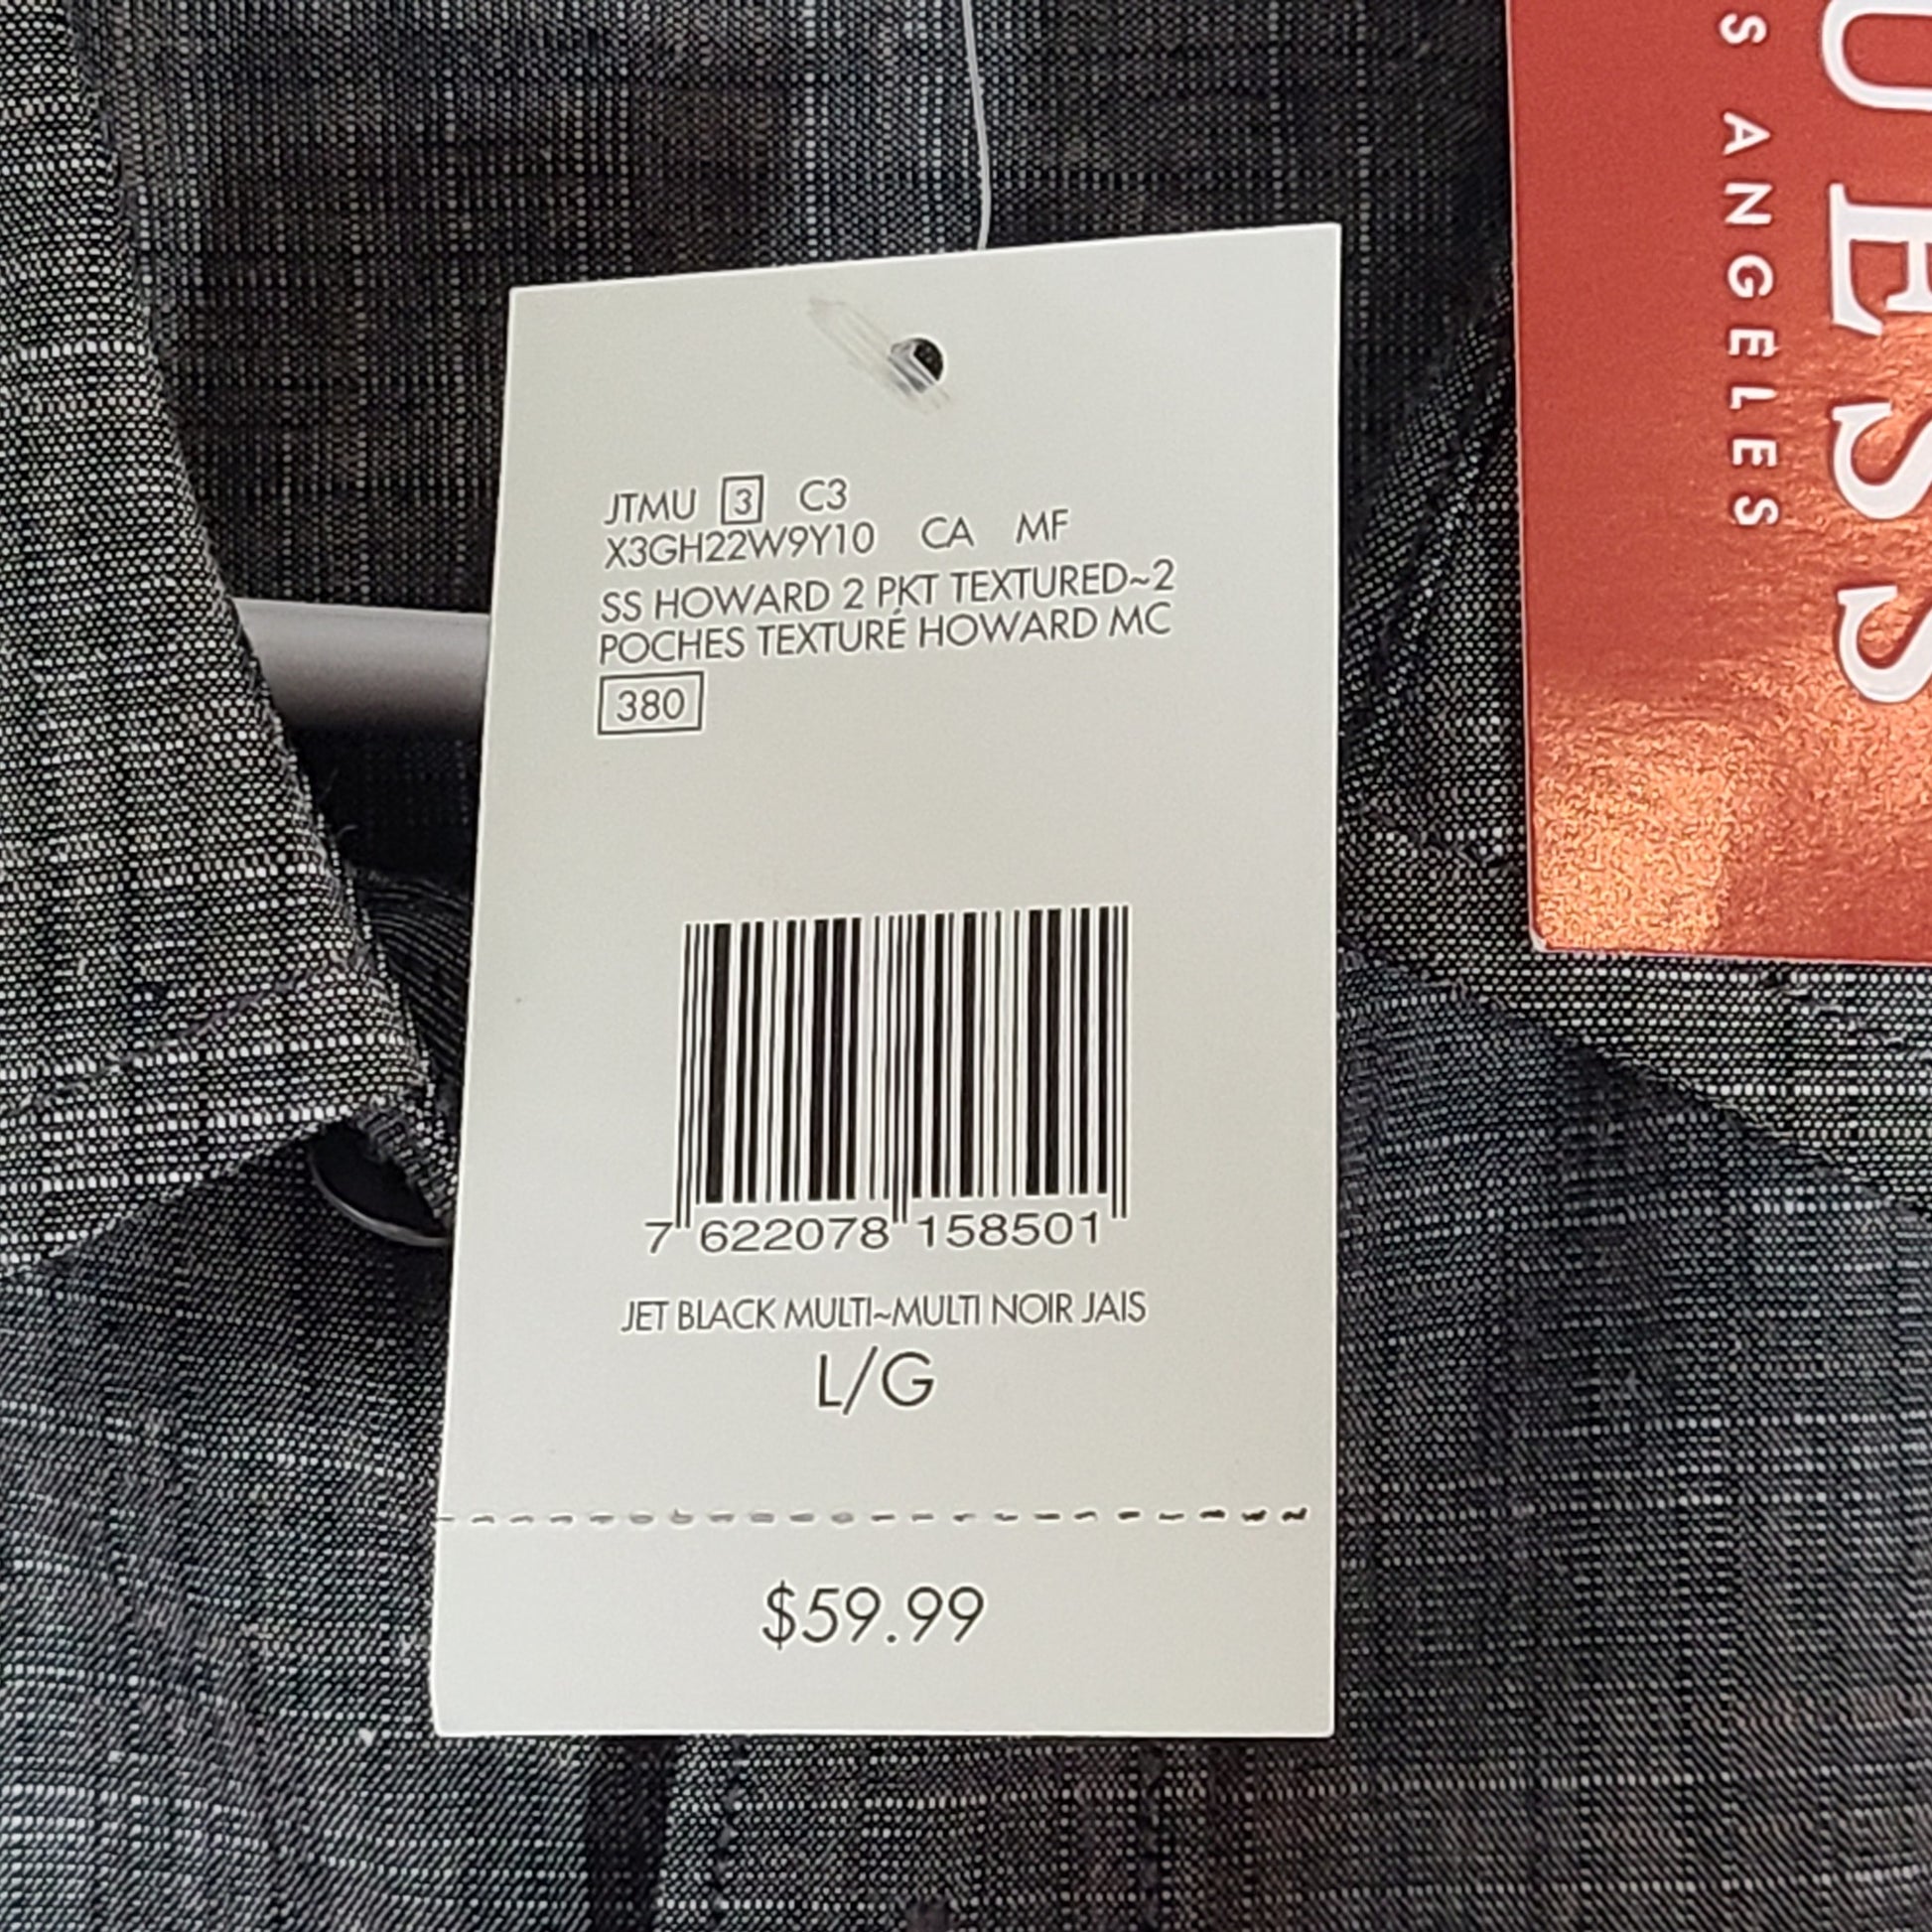 JTMU 3 C3
X3GH22W9Y10 CA MF
SS HOWARD 2 PKT TEXTURED~2
POCHES TEXTURÉ HOWARD MC
380
7 622078 158501
JET BLACK MULTI~MULTI NOIR JAIS
L/G
$59.99
UESS
S ANGELES